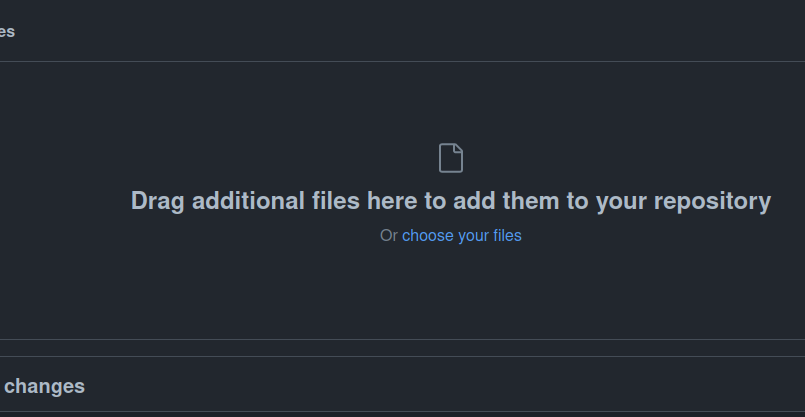 es
Drag additional files here to add them to your repository
Or choose your files
changes